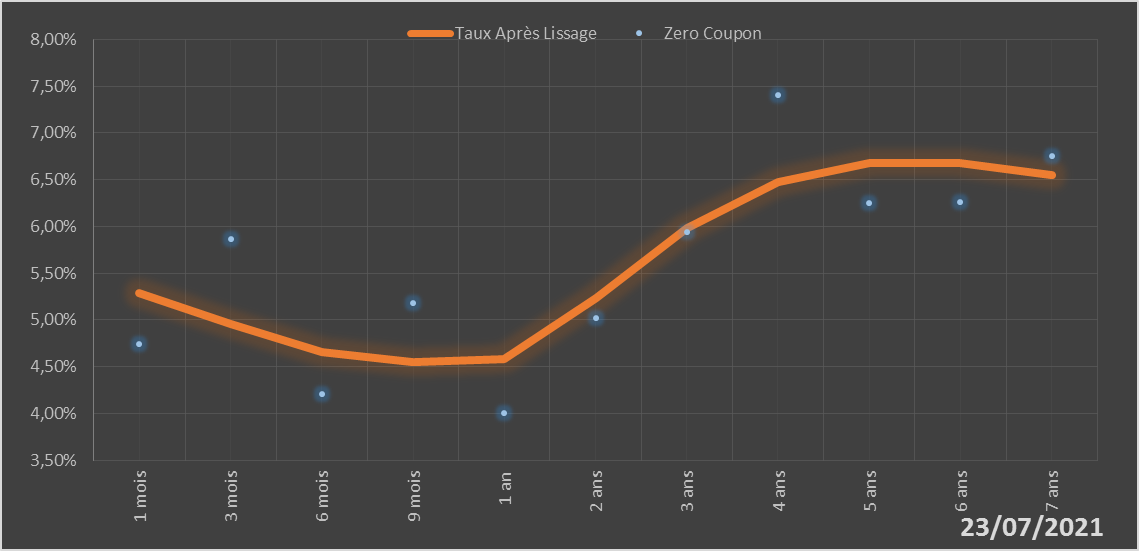 Taux Après Lissage
Zero Coupon
8,00%
7,50%
7,00%
6,50%
6,00%
5,50%
5,00%
4,50%
4,00%
3,50%
1 mois
3 mois
6 mois
9 mois
1 an
2 ans
3 ans
4 ans
5 ans
6 ans
7 ans
23/07/2021